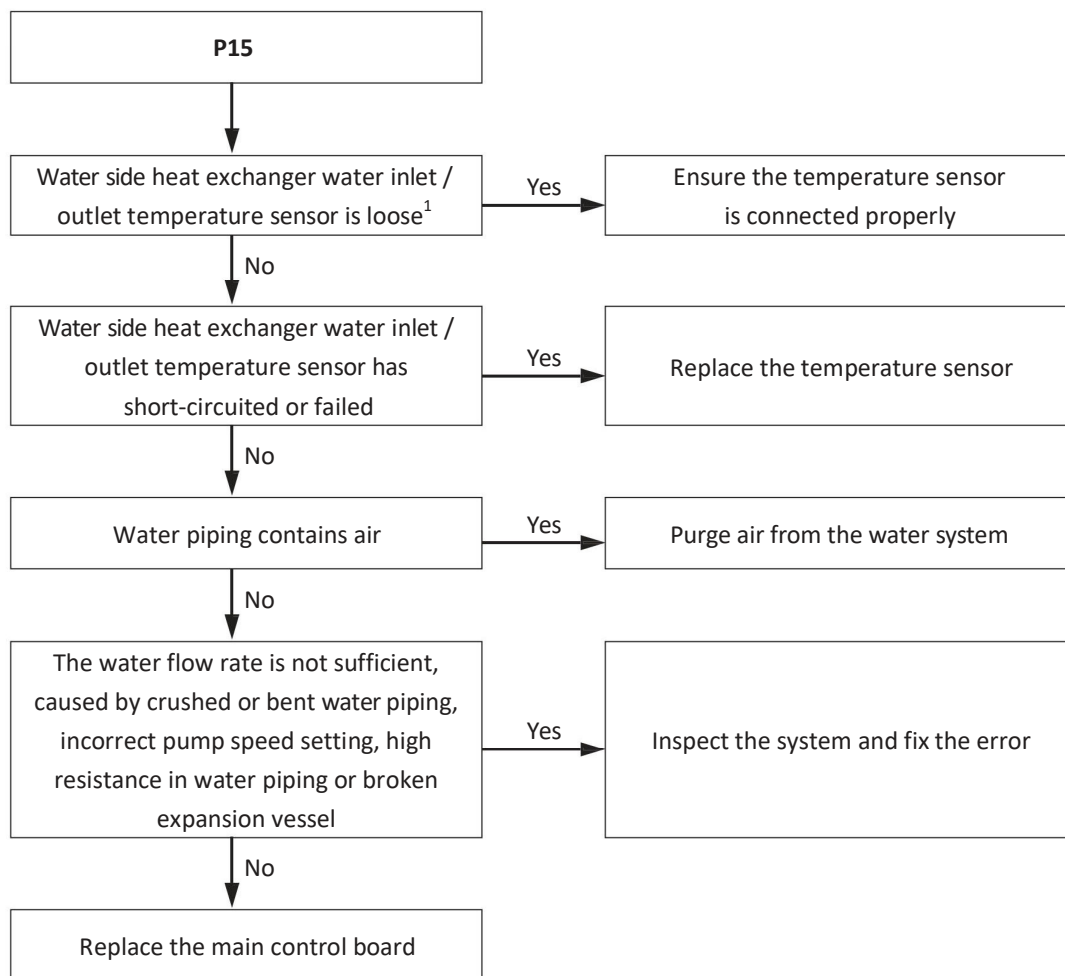 P15
Water side heat exchanger water inlet /
outlet temperature sensor is loose1
Yes
Ensure the temperature sensor
is connected properly
No
Water side heat exchanger water inlet /
outlet temperature sensor has
short-circuited or failed
Yes
Replace the temperature sensor
No
Water piping contains air
Yes
Purge air from the water system
No
The water flow rate is not sufficient,
caused by crushed or bent water piping,
incorrect pump speed setting, high
resistance in water piping or broken
expansion vessel
Yes
Inspect the system and fix the error
No
Replace the main control board